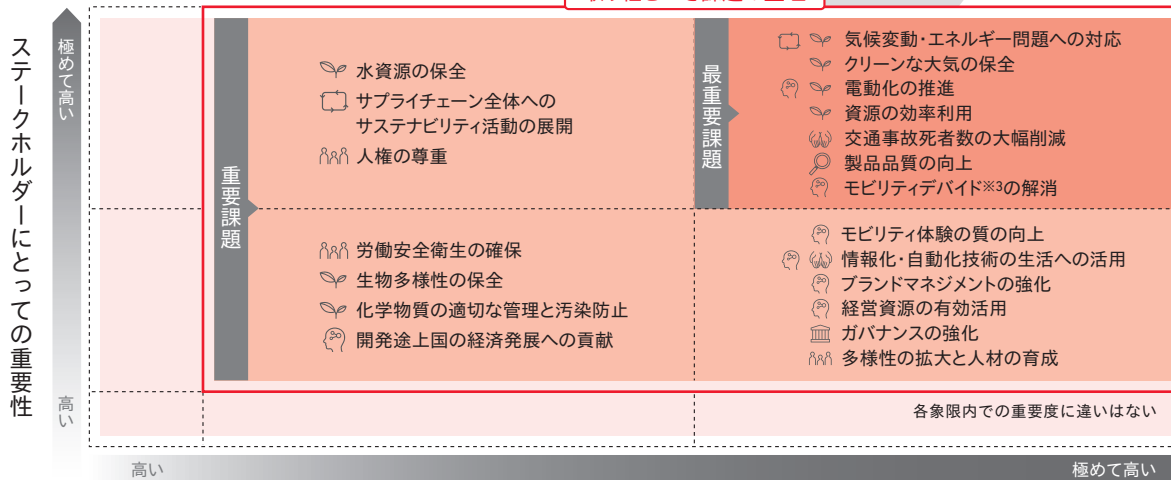 ステークホルダーにとっての重要性
極めて高い
高い
重要課題
水資源の保全
サプライチェーン全体への
サステナビリティ活動の展開
人権の尊重
労働安全衛生の確保
生物多様性の保全
化学物質の適切な管理と汚染防止
開発途上国の経済発展への貢献
最重要課題
気候変動・エネルギー問題への対応
クリーンな大気の保全
電動化の推進
資源の効率利用
交通事故死者数の大幅削減
製品品質の向上
モビリティデバイド※3の解消
モビリティ体験の質の向上
情報化・自動化技術の生活への活用
ブランドマネジメントの強化
経営資源の有効活用
ガバナンスの強化
多様性の拡大と人材の育成
各象限内での重要度に違いはない
高い
極めて高い